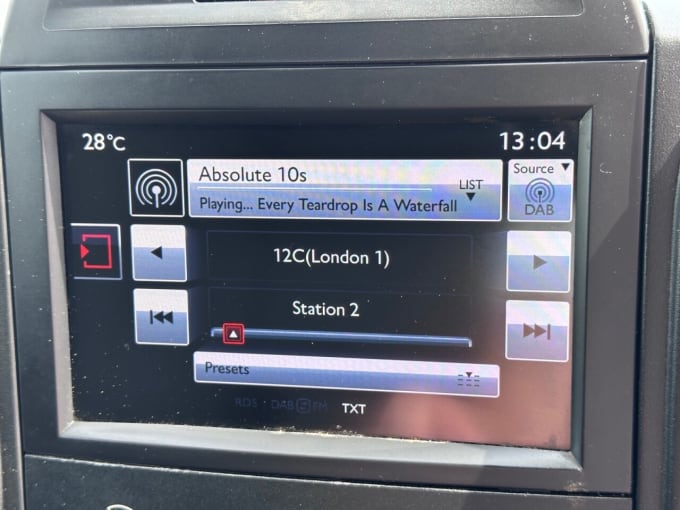 28°C
13:04
Absolute 10s
LIST
Playing... Every Teardrop Is A Waterfall
Source
DAB
12C(London 1)
Station 2
Presets
RDS · DAB FM
TXT